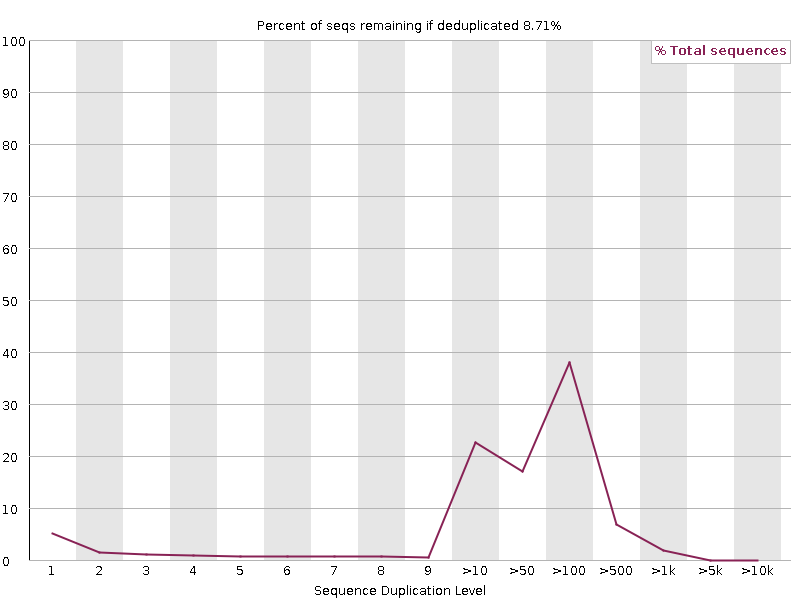 Percent of seqs remaining if deduplicated 8.71%
% Total sequences
100
90
80
70
60
50
40
30
20
10
0
1 2 3 4 5 6 7 8 9 >10 >50 >100 >500 >1k >5k >10k
Sequence Duplication Level